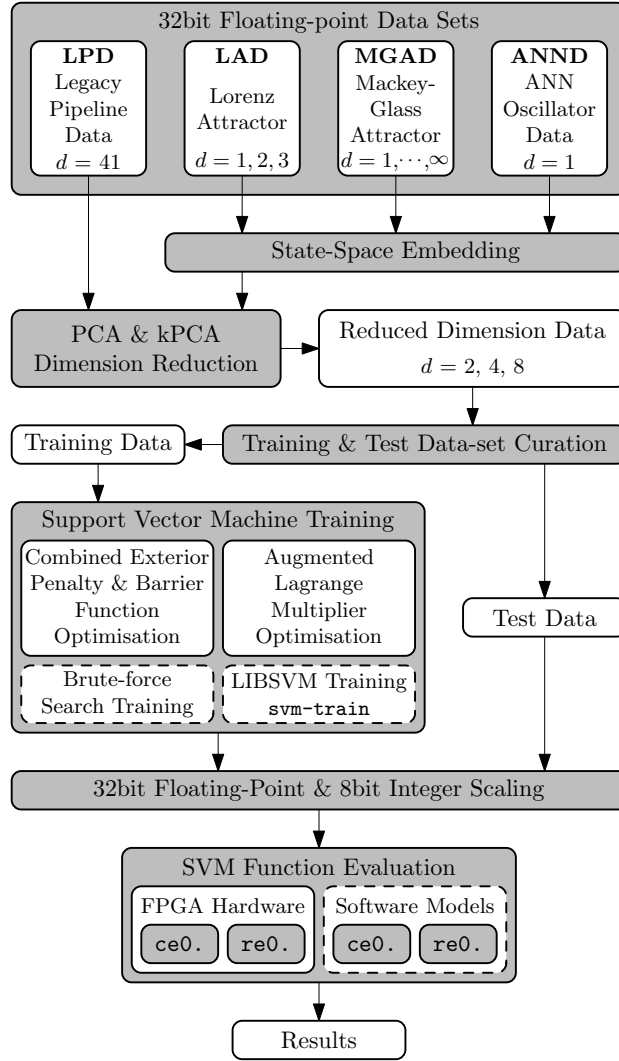 32bit Floating-point Data Sets
LPD
Legacy
Pipeline
Data
d = 41
LAD
Lorenz
Attractor
d = 1, 2, 3
MGAD
Mackey-
Glass
Attractor
d = 1,⋯,∞
ANND
ANN
Oscillator
Data
d = 1
State-Space Embedding
PCA & kPCA
Dimension Reduction
Reduced Dimension Data
d = 2, 4, 8
Training Data
Training & Test Data-set Curation
Support Vector Machine Training
Combined Exterior
Penalty & Barrier
Function
Optimisation
Augmented
Lagrange
Multiplier
Optimisation
Test Data
Brute-force
Search Training
LIBSVM Training
svm-train
32bit Floating-Point & 8bit Integer Scaling
SVM Function Evaluation
FPGA Hardware
ce0.
re0.
Software Models
ce0.
re0.
Results